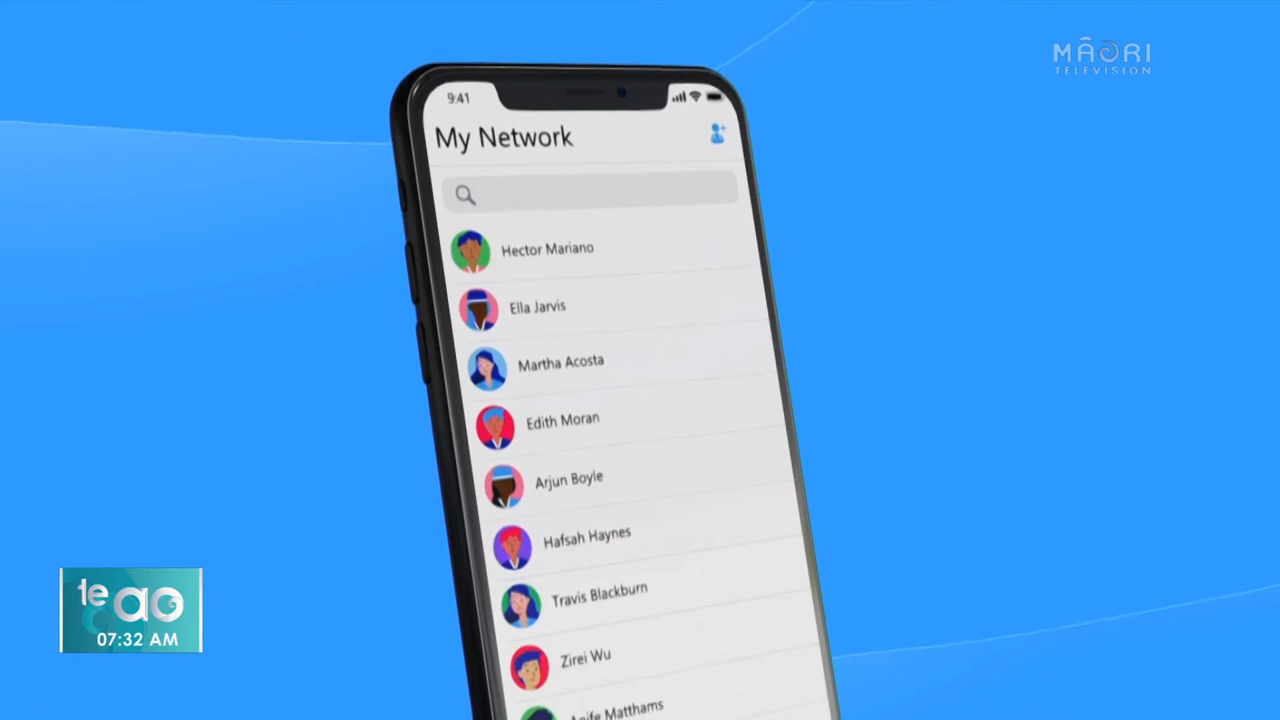 MĀORI
TELEVISION
9:41
My Network
Hector Mariano
Ella Jarvis
Martha Acosta
Edith Moran
Arjun Boyle
Hafsah Haynes
Travis Blackburn
Zirei Wu
Matthams
te ao
07:32 AM